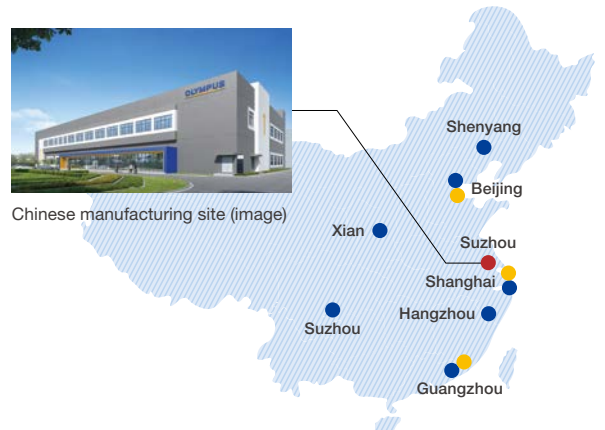 OLYMPUS
Chinese manufacturing site (image)
Shenyang
Beijing
Xian
Suzhou
Shanghai
Hangzhou
Suzhou
Guangzhou